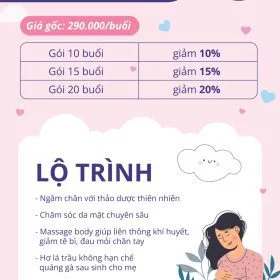 Giá gốc: 290.000/buổi
Gói 10 buổi giảm 10%
Gói 15 buổi giảm 15%
Gói 20 buổi giảm 20%
LỘ TRÌNH
- Ngâm chân với thảo dược thiên nhiên
- Chăm sóc da mặt chuyên sâu
- Massage body giúp liên thông khí huyết,
giảm tê bì, đau mỏi chân tay
- Hơ lá trầu không hạn chế
quáng gà sau sinh cho mẹ